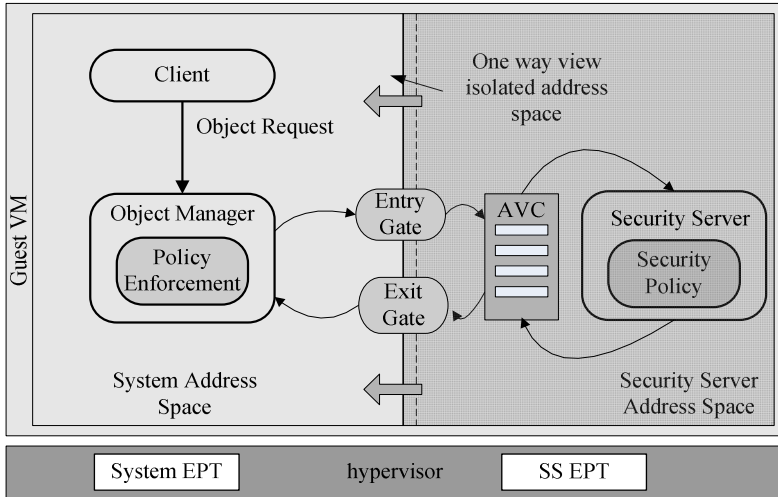 Guest VM
Client
Object Request
One way view
isolated address
space
Object Manager
Policy
Enforcement
Entry
Gate
Exit
Gate
AVC
Security Server
Security
Policy
System Address
Space
Security Server
Address Space
System EPT
hypervisor
SS EPT